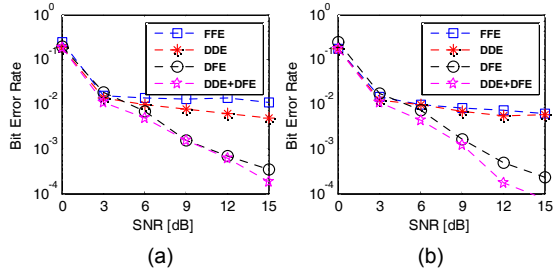 10^0
10^-1
10^-2
10^-3
10^-4
Bit Error Rate
FFE
DDE
DFE
DDE+DFE
0 3 6 9 12 15
SNR [dB]
(a)
10^0
10^-1
10^-2
10^-3
10^-4
Bit Error Rate
FFE
DDE
DFE
DDE+DFE
0 3 6 9 12 15
SNR [dB]
(b)